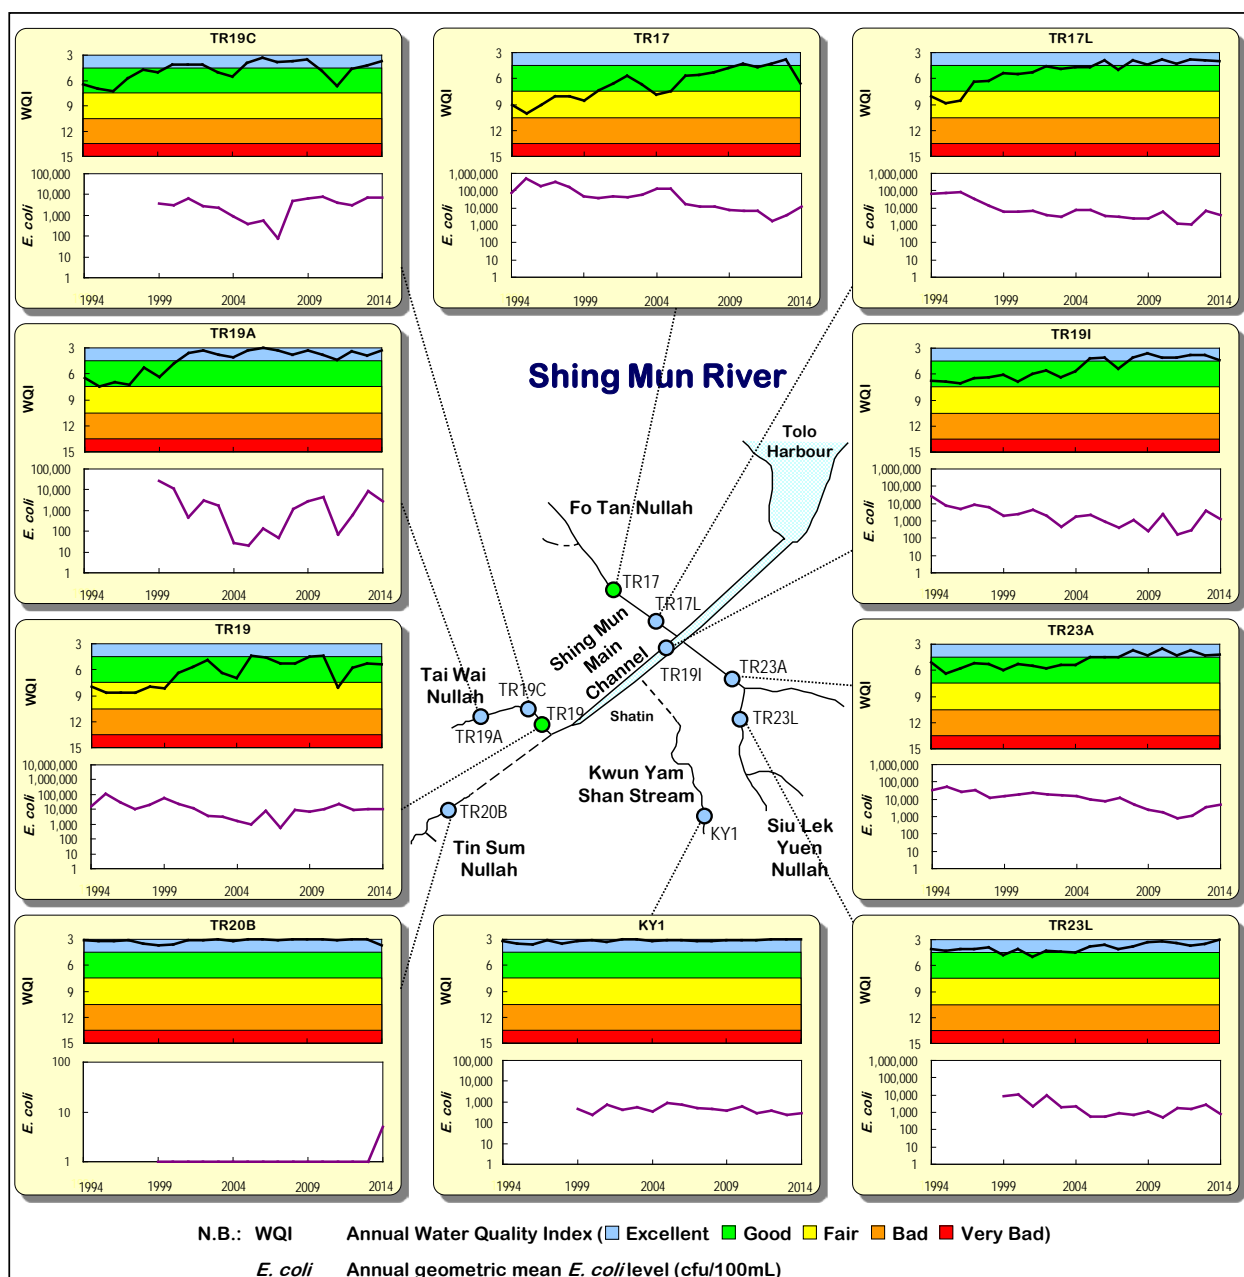 TR19C
3
6
9
12
15
WQI
100,000
10,000
1,000
100
10
1
E. coli
1994 1999 2004 2009 2014
TR17
3
6
9
12
15
WQI
1,000,000
100,000
10,000
1,000
100
10
1
E. coli
1994 1999 2004 2009 2014
TR17L
3
6
9
12
15
WQI
1,000,000
100,000
10,000
1,000
100
10
1
E. coli
1994 1999 2004 2009 2014
TR19A
3
6
9
12
15
WQI
100,000
10,000
1,000
100
10
1
E. coli
1994 1999 2004 2009 2014
Shing Mun River
TR19I
3
6
9
12
15
WQI
1,000,000
100,000
10,000
1,000
100
10
1
E. coli
1994 1999 2004 2009 2014
Tolo
Harbour
Fo Tan Nullah
TR17
TR17L
Shing Mun
Main
Channel
TR19I
TR23A
Tai Wai
Nullah
TR19C
TR19
TR19A
Shatin
TR23L
Kwun Yam
Shan Stream
TR20B
KY1
Tin Sum
Nullah
Siu Lek
Yuen
Nullah
TR19
3
6
9
12
15
WQI
10,000,000
1,000,000
100,000
10,000
1,000
100
10
1
E. coli
1994 1999 2004 2009 2014
TR23A
3
6
9
12
15
WQI
1,000,000
100,000
10,000
1,000
100
10
1
E. coli
1994 1999 2004 2009 2014
TR20B
3
6
9
12
15
WQI
100
10
1
E. coli
1994 1999 2004 2009 2014
KY1
3
6
9
12
15
WQI
1,000,000
100,000
10,000
1,000
100
10
1
E. coli
1994 1999 2004 2009 2014
TR23L
3
6
9
12
15
WQI
1,000,000
100,000
10,000
1,000
100
10
1
E. coli
1994 1999 2004 2009 2014
N.B.: WQI Annual Water Quality Index ( Excellent Good Fair Bad Very Bad)
E. coli Annual geometric mean E. coli level (cfu/100mL)